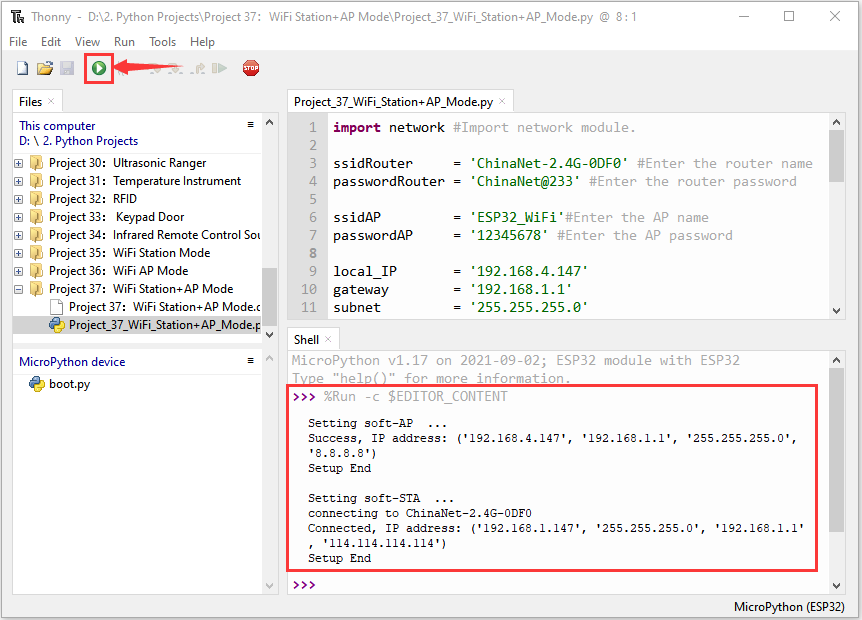 Thonny - D:\2. Python Projects\Project 37: WiFi Station+AP Mode\Project_37_WiFi_Station+AP_Mode.py @ 8 : 1
File Edit View Run Tools Help
STOP
Files ×
This computer
D: \ 2. Python Projects
Project 30: Ultrasonic Ranger
Project 31: Temperature Instrument
Project 32: RFID
Project 33: Keypad Door
Project 34: Infrared Remote Control Sou
Project 35: WiFi Station Mode
Project 36: WiFi AP Mode
Project 37: WiFi Station+AP Mode
Project 37: WiFi Station+AP Mode.c
Project_37_WiFi_Station+AP_Mode.p
MicroPython device
boot.py
Project_37_WiFi_Station+AP_Mode.py ×
1 import network #Import network module.
2
3 ssidRouter = 'ChinaNet-2.4G-0DF0' #Enter the router name
4 passwordRouter = 'ChinaNet@233' #Enter the router password
5
6 ssidAP = 'ESP32_WiFi'#Enter the AP name
7 passwordAP = '12345678' #Enter the AP password
8
9 local_IP = '192.168.4.147'
10 gateway = '192.168.1.1'
11 subnet = '255.255.255.0'
Shell ×
MicroPython v1.17 on 2021-09-02; ESP32 module with ESP32
Type "help()" for more information.
>>> %Run -c $EDITOR_CONTENT
Setting soft-AP ...
Success, IP address: ('192.168.4.147', '192.168.1.1', '255.255.255.0',
'8.8.8.8')
Setup End
Setting soft-STA ...
connecting to ChinaNet-2.4G-0DF0
Connected, IP address: ('192.168.1.147', '255.255.255.0', '192.168.1.1'
, '114.114.114.114')
Setup End
>>>
MicroPython (ESP32)